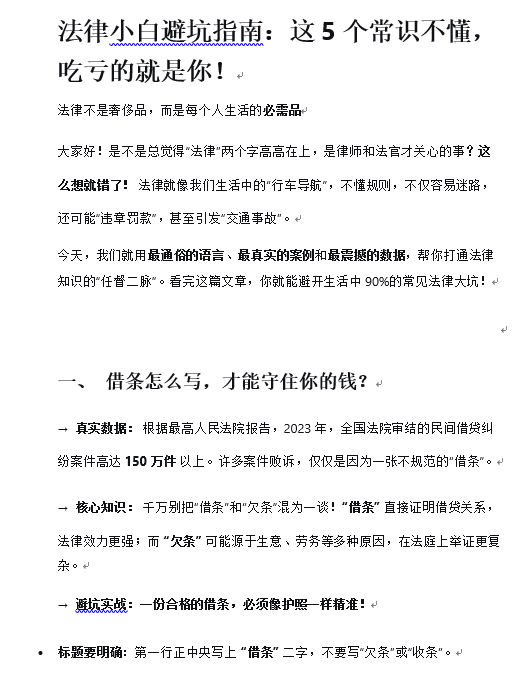 法律小白避坑指南：这 5 个常识不懂，
吃亏的就是你！
法律不是奢侈品，而是每个人生活的必需品
大家好！是不是总觉得“法律”两个字高高在上，是律师和法官才关心的事？这
么想就错了！ 法律就像我们生活中的“行车导航”，不懂规则，不仅容易迷路，
还可能“违章罚款”，甚至引发“交通事故”。
今天，我们就用最通俗的语言、最真实的案例和最震撼的数据，帮你打通法律
知识的“任督二脉”。看完这篇文章，你就能避开生活中 90%的常见法律大坑！
一、 借条怎么写，才能守住你的钱？
→ 真实数据： 根据最高人民法院报告，2023 年，全国法院审结的民间借贷纠
纷案件高达 150 万件 以上。许多案件败诉，仅仅是因为一张不规范的“借条”。
→ 核心知识： 千万别把“借条”和“欠条”混为一谈！“借条” 直接证明借贷关系，
法律效力更强；而 “欠条” 可能源于生意、劳务等多种原因，在法庭上举证更复
杂。
→ 避坑实战：一份合格的借条，必须像护照一样精准！
• 标题要明确：第一行正中央写上 “借条” 二字，不要写“欠条”或“收条”。